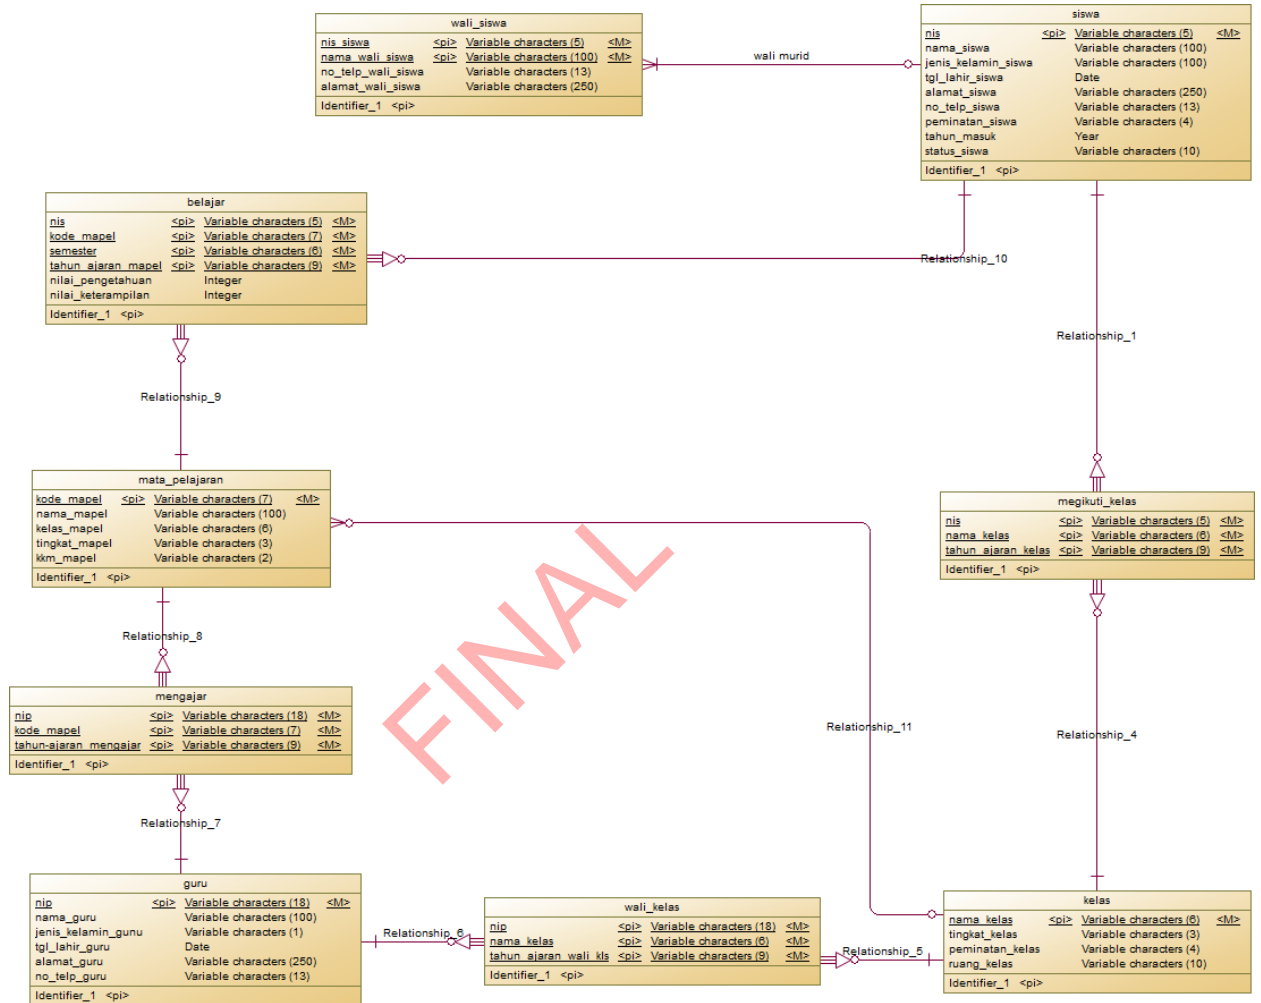 wali_siswa
nis_siswa <pi> Variable characters (5) <M>
nama_wali_siswa <pi> Variable characters (100) <M>
no_telp_wali_siswa Variable characters (13)
alamat_wali_siswa Variable characters (250)
Identifier_1 <pi>
wali murid
siswa
nis <pi> Variable characters (5) <M>
nama_siswa Variable characters (100)
jenis_kelamin_siswa Variable characters (100)
tgl_lahir_siswa Date
alamat_siswa Variable characters (250)
no_telp_siswa Variable characters (13)
peminatan_siswa Variable characters (4)
tahun_masuk Year
status_siswa Variable characters (10)
Identifier_1 <pi>
belajar
nis <pi> Variable characters (5) <M>
kode_mapel <pi> Variable characters (7) <M>
semester <pi> Variable characters (6) <M>
tahun_ajaran_mapel <pi> Variable characters (9) <M>
nilai_pengetahuan Integer
nilai_keterampilan Integer
Identifier_1 <pi>
Relationship_10
Relationship_1
Relationship_9
mata_pelajaran
kode_mapel <pi> Variable characters (7) <M>
nama_mapel Variable characters (100)
kelas_mapel Variable characters (6)
tingkat_mapel Variable characters (3)
kkm_mapel Variable characters (2)
Identifier_1 <pi>
megikuti_kelas
nis <pi> Variable characters (5) <M>
nama_kelas <pi> Variable characters (6) <M>
tahun_ajaran_kelas <pi> Variable characters (9) <M>
Identifier_1 <pi>
FINAL
Relationship_8
mengajar
nip <pi> Variable characters (18) <M>
kode_mapel <pi> Variable characters (7) <M>
tahun-ajaran_mengajar <pi> Variable characters (9) <M>
Identifier_1 <pi>
Relationship_11
Relationship_4
Relationship_7
guru
nip <pi> Variable characters (18) <M>
nama_guru Variable characters (100)
jenis_kelamin_gunu Variable characters (1)
tgl_lahir_guru Date
alamat_guru Variable characters (250)
no_telp_guru Variable characters (13)
Identifier_1 <pi>
Relationship_6
wali_kelas
nip <pi> Variable characters (18) <M>
nama_kelas <pi> Variable characters (6) <M>
tahun_ajaran_wali_kls <pi> Variable characters (9) <M>
Identifier_1 <pi>
Relationship_5
kelas
nama_kelas <pi> Variable characters (6) <M>
tingkat_kelas Variable characters (3)
peminatan_kelas Variable characters (4)
ruang_kelas Variable characters (10)
Identifier_1 <pi>